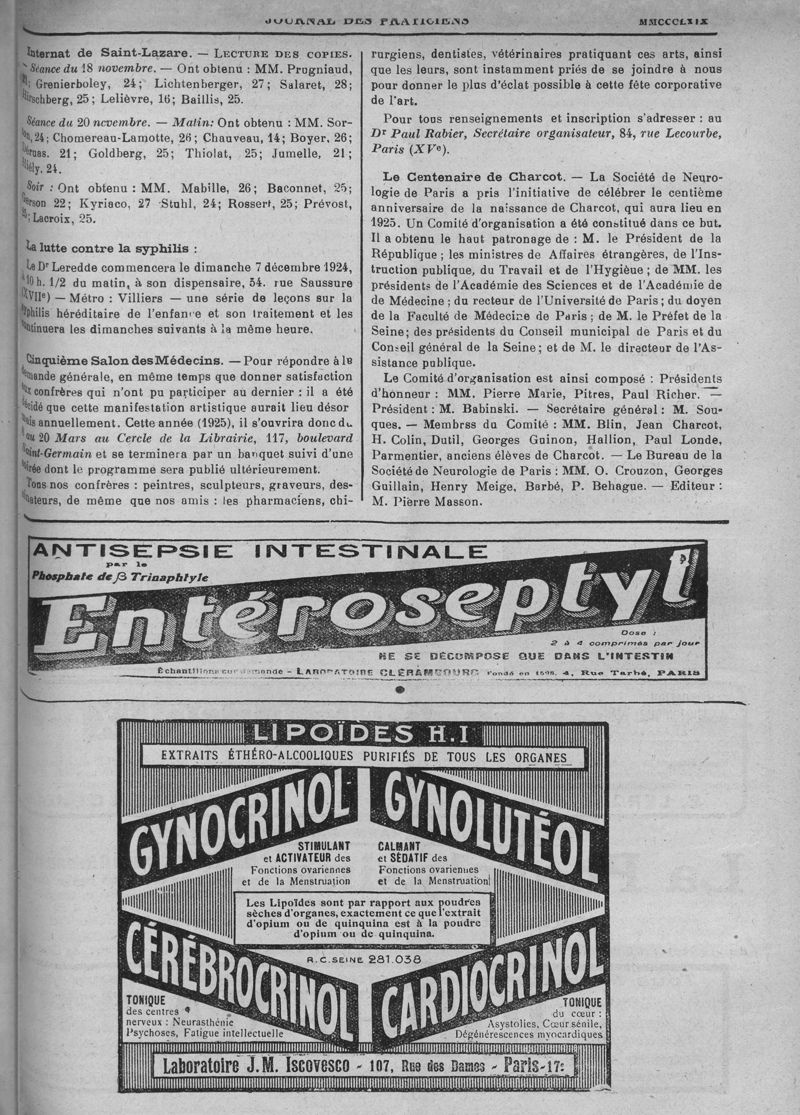 JOURNAL DES PRATICIENS
MMCCCLXIX
Internat de Saint-Lazare. — LECTURE DES COPIES.
Séance du 18 novembre. — Ont obtenu : MM. Prugniaud,
; Grenierboley, 24; Lichtenberger, 27; Salaret, 28;
Hirschberg, 25; Lelièvre, 16; Baillis, 25.
Séance du 20 novembre. — Matin: Ont obtenu : MM. Sor-
24; Chomereau-Lamotte, 26; Chauveau, 14; Boyer, 26;
21; Goldberg, 25; Thiolat, 25; Jumelle, 21;
24.
Soir : Ont obtenu : MM. Mabille, 26; Baconnet, 25;
22; Kyriaco, 27 Stuhl, 24; Rossert, 25; Prévost,
; Lacroix, 25.
La lutte contre la syphilis :
Le Dr Leredde commencera le dimanche 7 décembre 1924,
à 10 h. 1/2 du matin, à son dispensaire, 54. rue Saussure
(XVIIe) — Métro : Villiers — une série de leçons sur la
syphilis héréditaire de l'enfance et son traitement et les
continuera les dimanches suivants à la même heure.
Cinquième Salon des Médecins. — Pour répondre à la
demande générale, en même temps que donner satisfaction
aux confrères qui n'ont pu participer au dernier : il a été
décidé que cette manifestation artistique aurait lieu désor
mais annuellement. Cette année (1925), il s'ouvrira donc du
au 20 Mars au Cercle de la Librairie, 117, boulevard
Saint-Germain et se terminera par un banquet suivi d'une
soirée dont le programme sera publié ultérieurement.
Tous nos confrères : peintres, sculpteurs, graveurs, des-
sinateurs, de même que nos amis : les pharmaciens, chi-
rurgiens, dentistes, vétérinaires pratiquant ces arts, ainsi
que les leurs, sont instamment priés de se joindre à nous
pour donner le plus d'éclat possible à cette fête corporative
de l'art.
Pour tous renseignements et inscription s'adresser : au
Dr Paul Rabier, Secrétaire organisateur, 84, rue Lecourbe,
Paris (XVe).
Le Centenaire de Charcot. — La Société de Neuro-
logie de Paris a pris l'initiative de célébrer le centième
anniversaire de la naissance de Charcot, qui aura lieu en
1925. Un Comité d'organisation a été constitué dans ce but.
Il a obtenu le haut patronage de : M. le Président de la
République ; les ministres de Affaires étrangères, de l'Ins-
truction publique, du Travail et de l'Hygièue ; de MM. les
présidents de l'Académie des Sciences et de l'Académie de
de Médecine ; du recteur de l'Université de Paris ; du doyen
de la Faculté de Médecine de Paris ; de M. le Préfet de la
Seine ; des présidents du Conseil municipal de Paris et du
Conseil général de la Seine ; et de M. le directeur de l'As-
sistance publique.
Le Comité d'organisation est ainsi composé : Présidents
d'honneur : MM. Pierre Marie, Pitres, Paul Richer. —
Président : M. Babinski. — Secrétaire général : M. Sou-
ques. — Membrss du Comité : MM. Blin, Jean Charcot,
H. Colin, Dutil, Georges Guinon, Hallion, Paul Londe,
Parmentier, anciens élèves de Charcot. — Le Bureau de la
Société de Neurologie de Paris : MM. O. Crouzon, Georges
Guillain, Henry Meige, Barbé, P. Behague. — Editeur :
M. Pierre Masson.
ANTISEPSIE INTESTINALE
par le
Phosphate de β Trinaphtyle
Entéroseptyl
Dose :
2 à 4 comprimés par jour
NE SE DÉCOMPOSE QUE DANS L'INTESTIN
Échantillons sur demande - LABORATOIRE CLÉRAMBOURG Fondé en 1898. 4, Rue Tarbé, PARIS
LIPOÏDES H.I
EXTRAITS ÉTHÉRO-ALCOOLIQUES PURIFIÉS DE TOUS LES ORGANES
GYNOCRINOL
GYNOLUTÉOL
STIMULANT
et ACTIVATEUR des
Fonctions ovariennes
et de la Menstruation
CALMANT
et SÉDATIF des
Fonctions ovariennes
et de la Menstruation
Les Lipoïdes sont par rapport aux poudres
sèches d'organes, exactement ce que l'extrait
d'opium ou de quinquina est à la poudre
d'opium ou de quinquina.
R.C. SEINE 281.038
CÉRÉBROCRINOL
CARDIOCRINOL
TONIQUE
des centres
nerveux : Neurasthénie
Psychoses, Fatigue intellectuelle
TONIQUE
du cœur :
Asystolies, Cœur sénile,
Dégénérescences myocardiques
Laboratoire J. M. ISCOVESCO - 107, Rue des Dames - Paris-17e